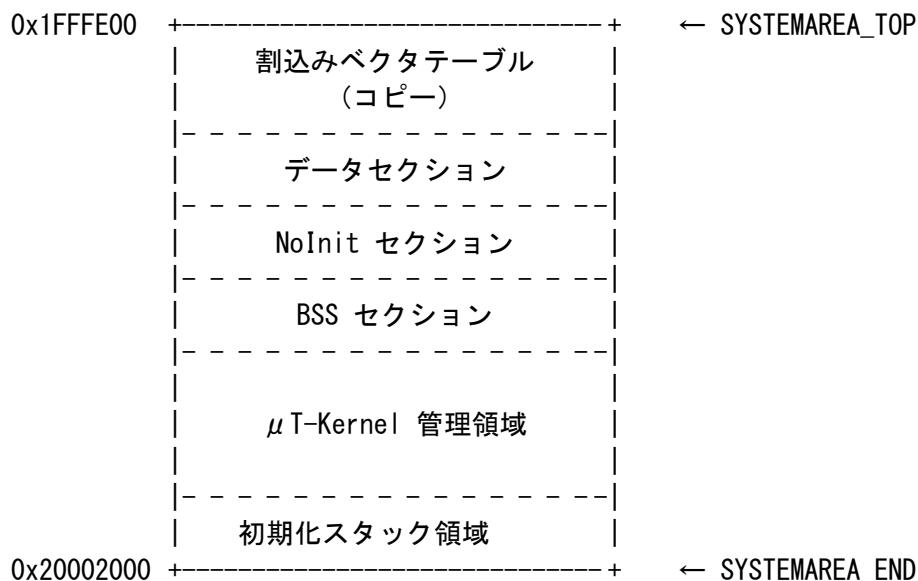 0x1FFFE00 +------------------------------+ ← SYSTEMAREA_TOP
| 割込みベクタテーブル |
| (コピー) |
|- - - - - - - - - - - - - - - -|
| データセクション |
|- - - - - - - - - - - - - - - -|
| NoInit セクション |
|- - - - - - - - - - - - - - - -|
| BSS セクション |
|- - - - - - - - - - - - - - - -|
| |
| μT-Kernel 管理領域 |
| |
|- - - - - - - - - - - - - - - -|
| 初期化スタック領域 |
0x20002000 +------------------------------+ ← SYSTEMAREA_END